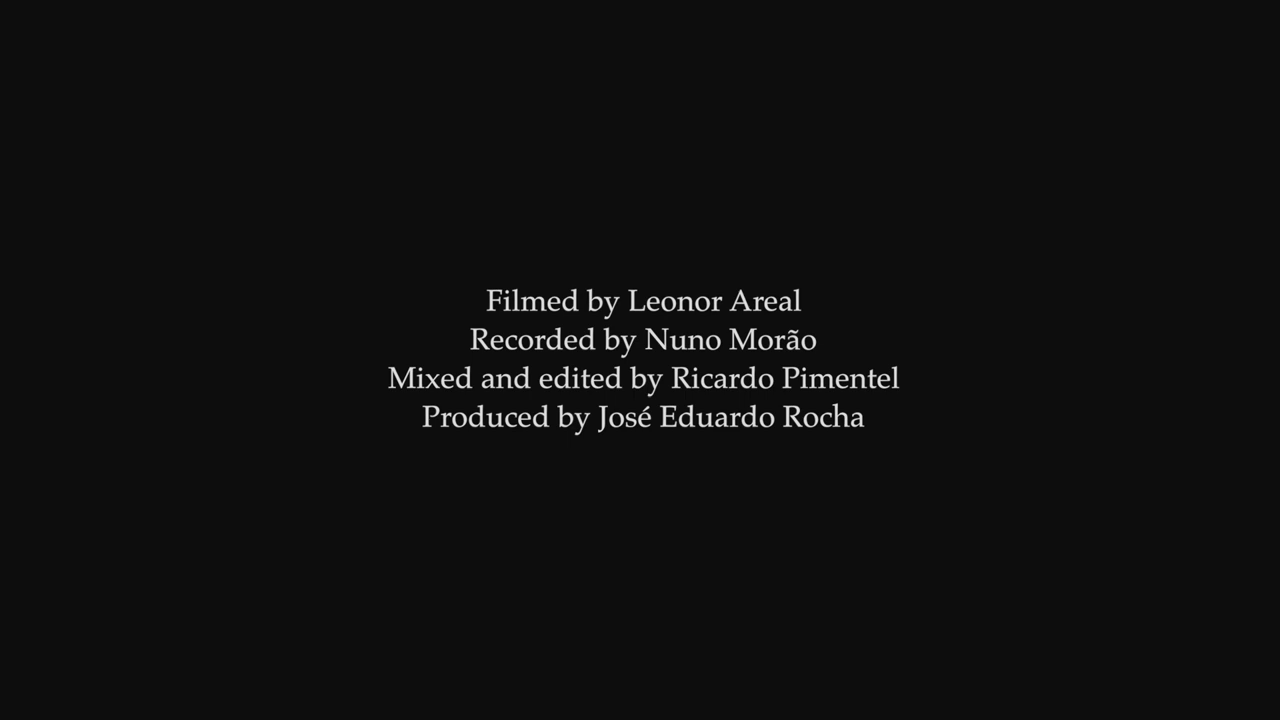 Filmed by Leonor Areal
Recorded by Nuno Morão
Mixed and edited by Ricardo Pimentel
Produced by José Eduardo Rocha